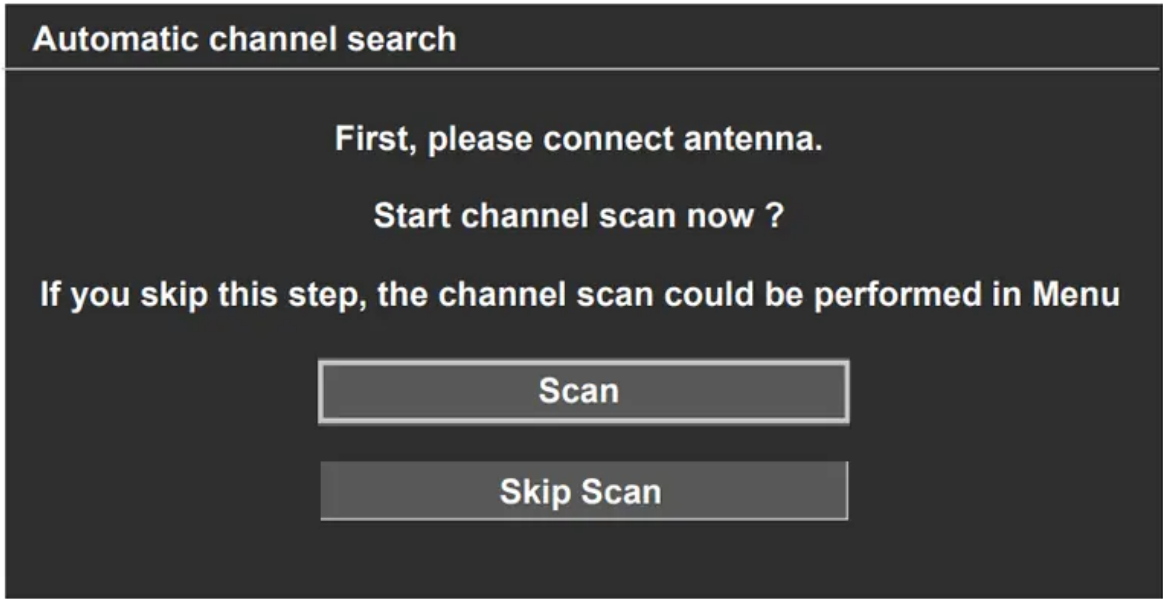 Automatic channel search
First, please connect antenna.
Start channel scan now ?
If you skip this step, the channel scan could be performed in Menu
Scan
Skip Scan